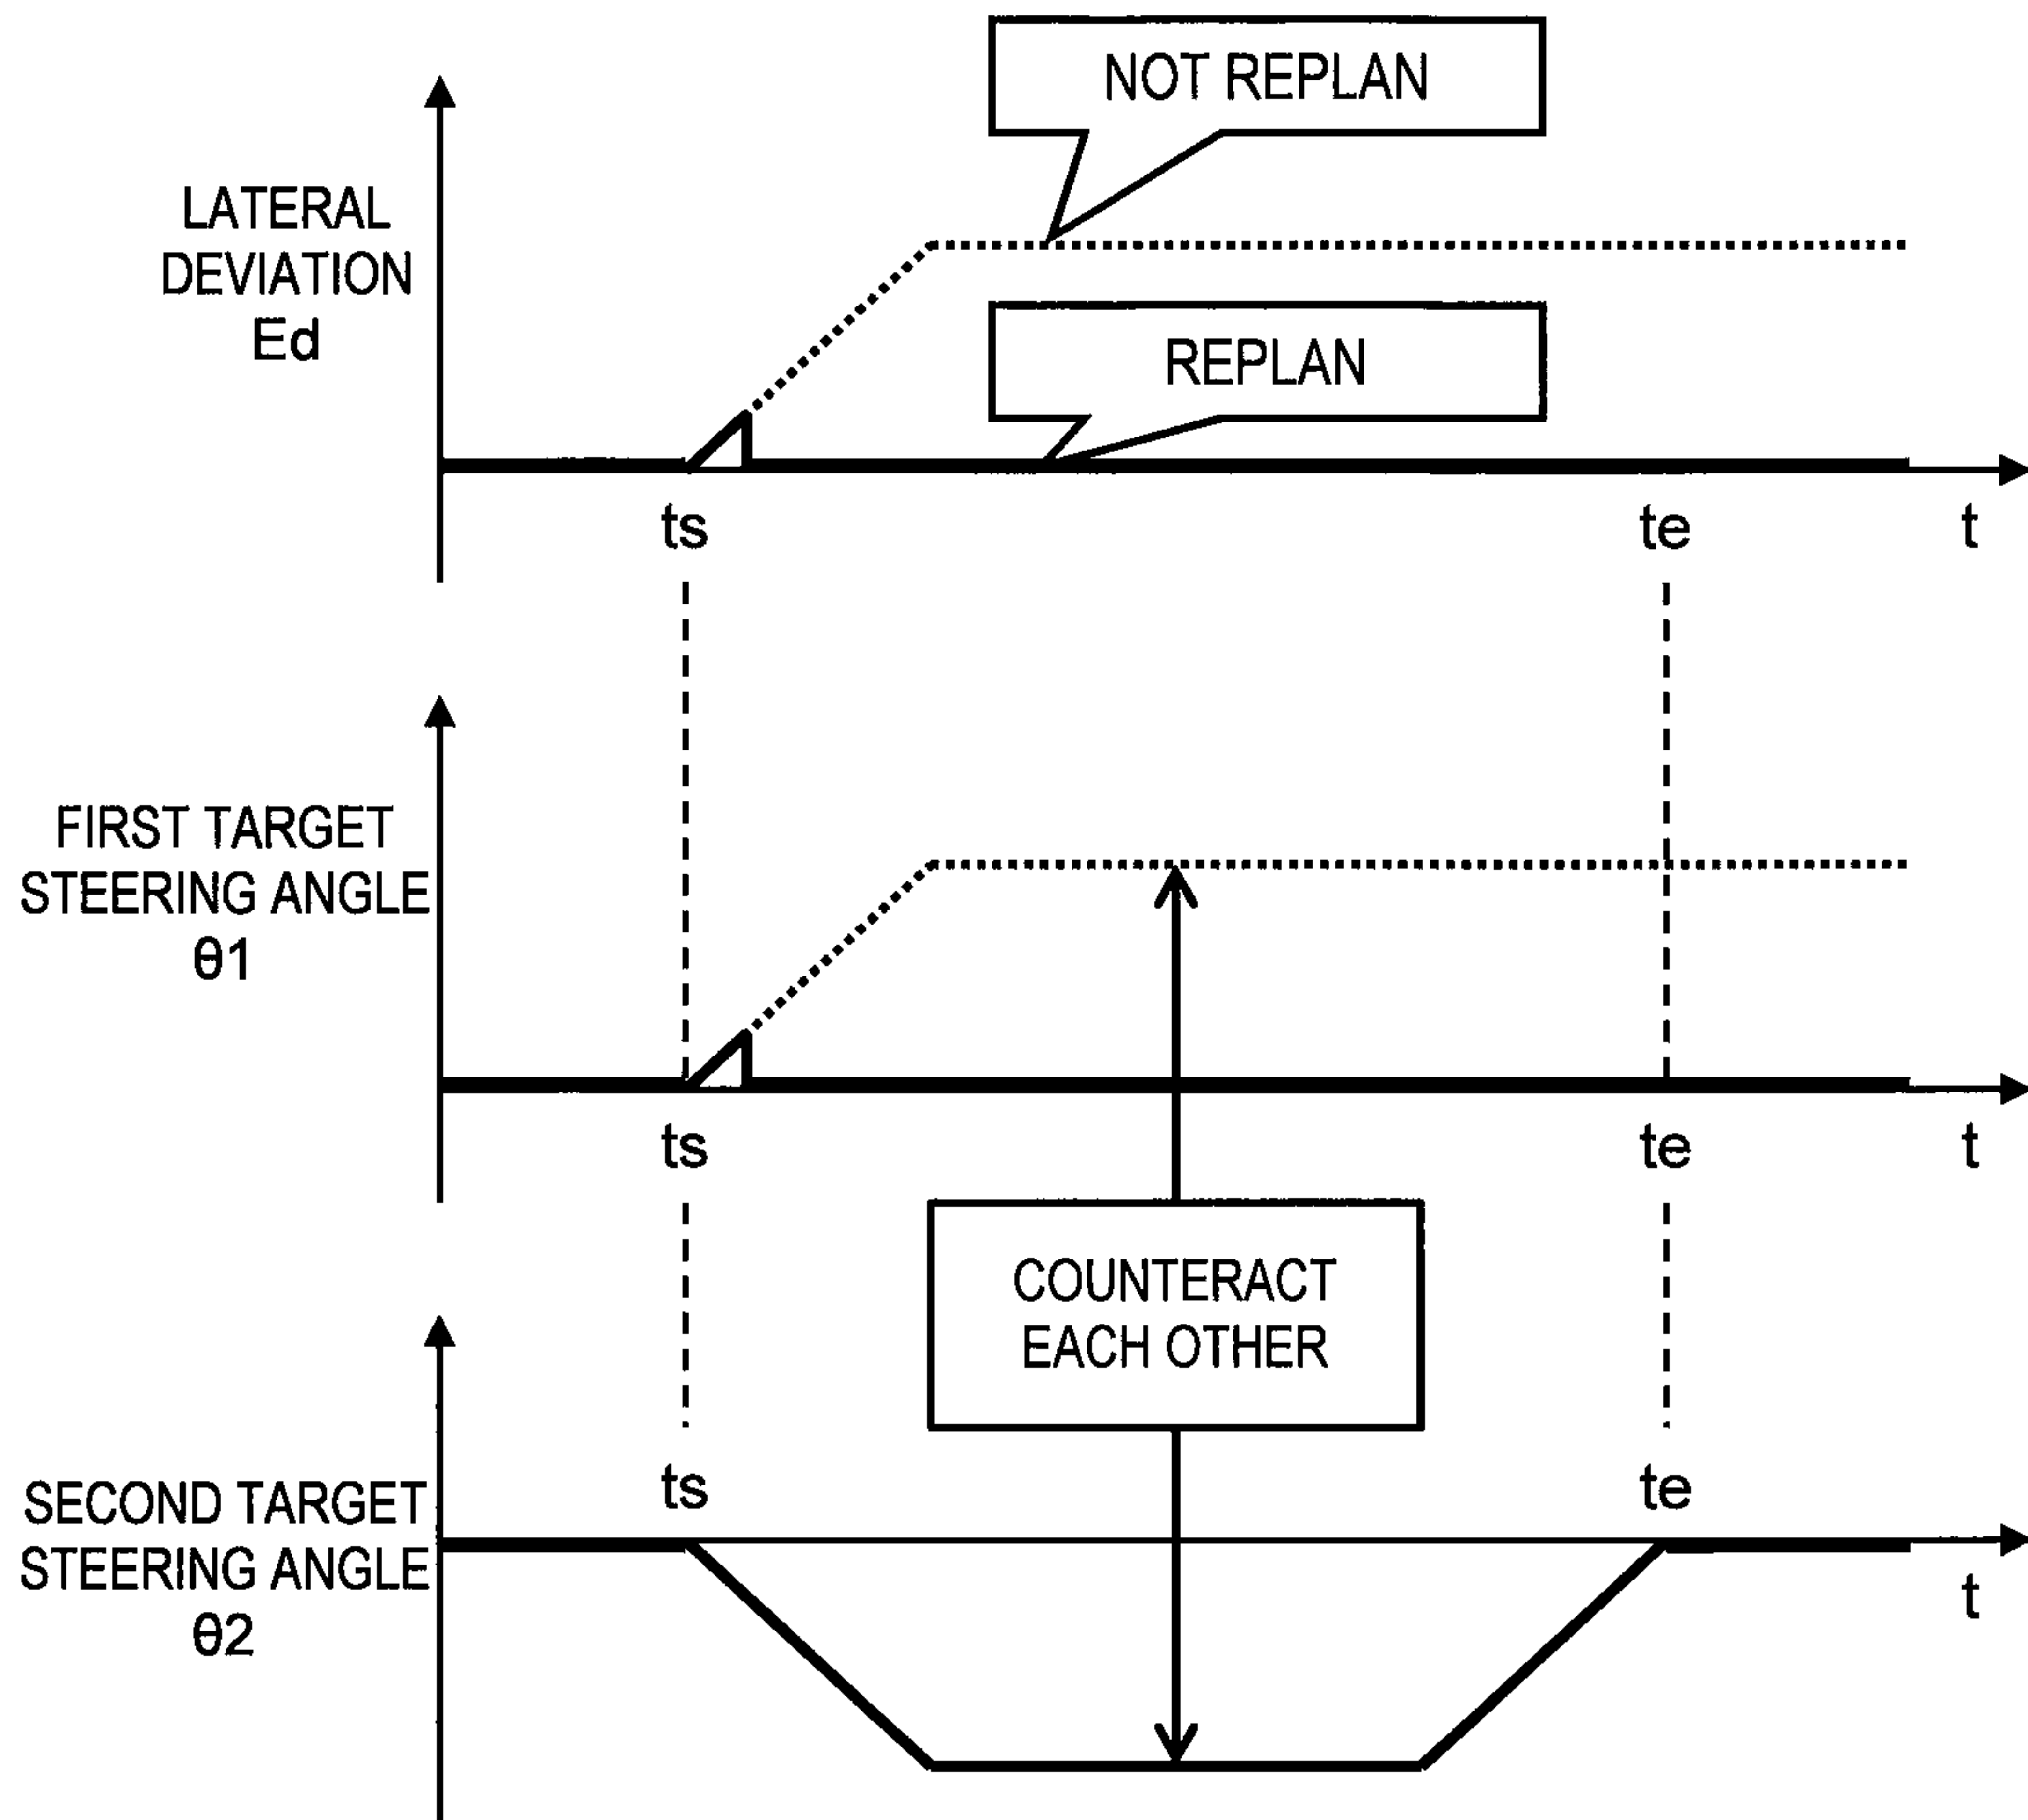 NOT REPLAN
LATERAL
DEVIATION
Ed
REPLAN
ts
te
t
FIRST TARGET
STEERING ANGLE
θ1
ts
te
t
COUNTERACT
EACH OTHER
SECOND TARGET
STEERING ANGLE
θ2
ts
te
t